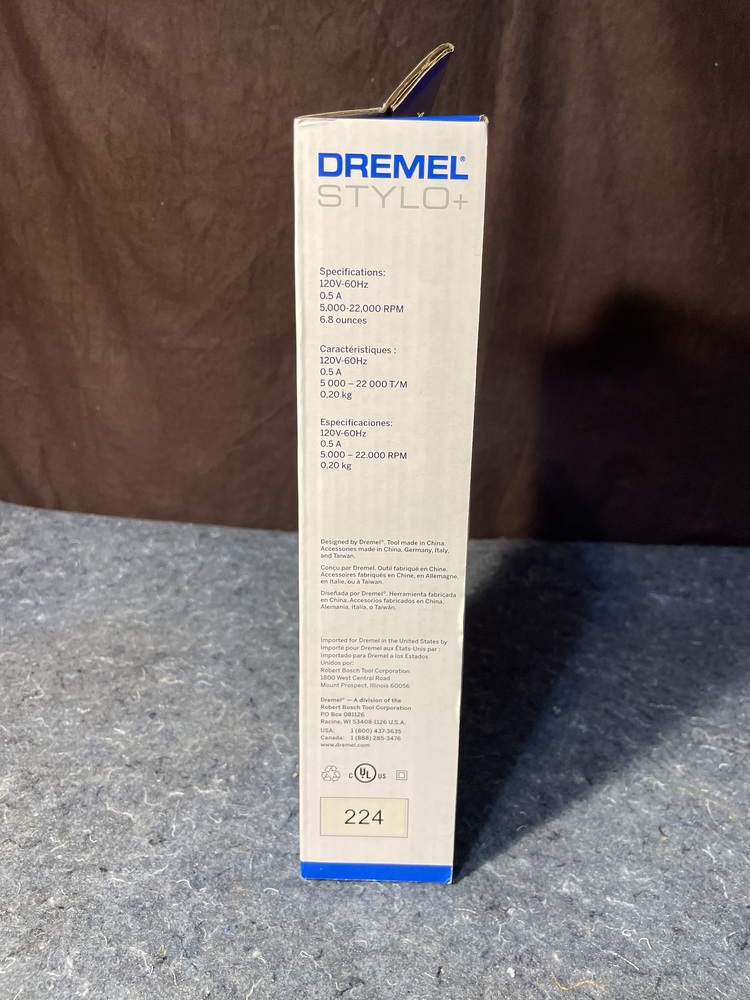 DREMEL®
STYLO+
Specifications:
120V-60Hz
0.5 A
5,000-22,000 RPM
6.8 ounces
Caractéristiques :
120V-60Hz
0.5 A
5 000 – 22 000 T/M
0,20 kg
Especificaciones:
120V-60Hz
0.5 A
5.000 – 22.000 RPM
0,20 kg
Designed by Dremel®. Tool made in China.
Accessories made in China, Germany, Italy,
and Taiwan.
Conçu par Dremel. Outil fabriqué en Chine.
Accessoires fabriqués en Chine, en Allemagne,
en Italie, ou à Taiwan.
Diseñada por Dremel®. Herramienta fabricada
en China. Accesorios fabricados en China,
Alemania, Italia, o Taiwán.
Imported for Dremel in the United States by
Importé pour Dremel aux États-Unis par :
Importado para Dremel a los Estados
Unidos por:
Robert Bosch Tool Corporation
1800 West Central Road
Mount Prospect, Illinois 60056
Dremel® — A division of the
Robert Bosch Tool Corporation
PO Box 081126
Racine, WI 53408-1126 U.S.A.
USA: 1 (800) 437-3635
Canada: 1 (888) 285-3476
www.dremel.com
C UL US
224